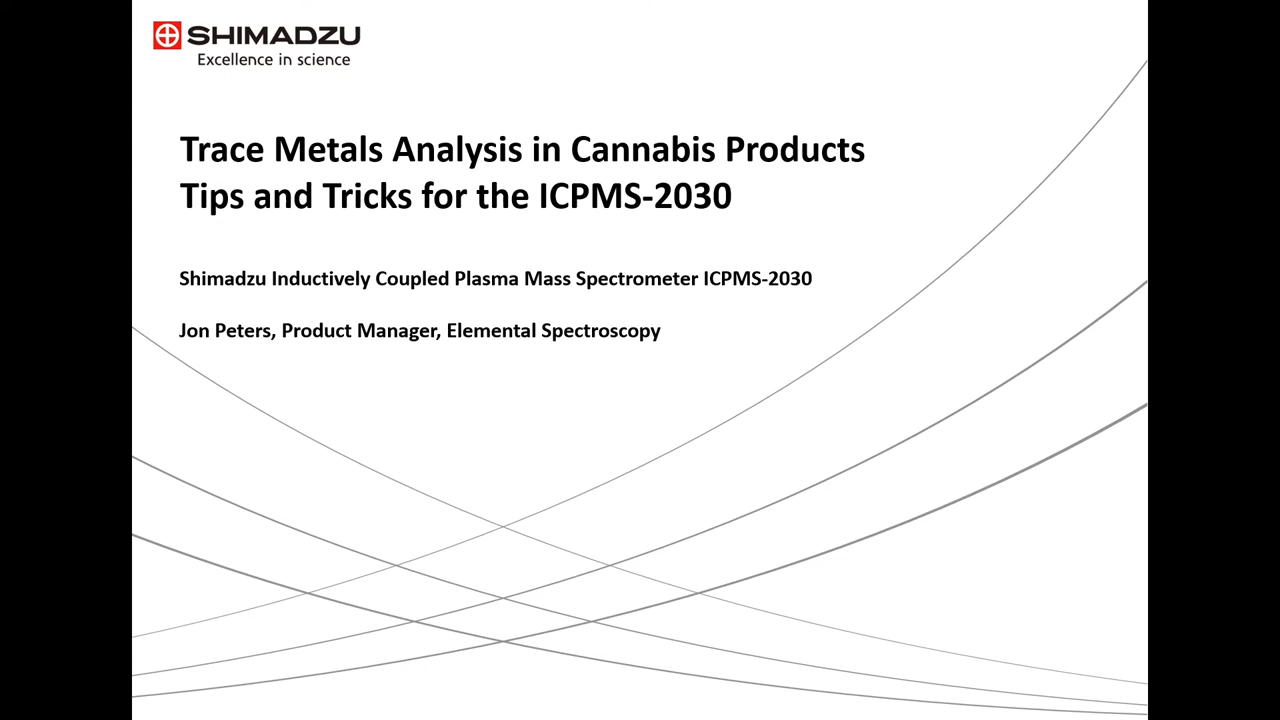 SHIMADZU
Excellence in science
Trace Metals Analysis in Cannabis Products
Tips and Tricks for the ICPMS-2030
Shimadzu Inductively Coupled Plasma Mass Spectrometer ICPMS-2030
Jon Peters, Product Manager, Elemental Spectroscopy